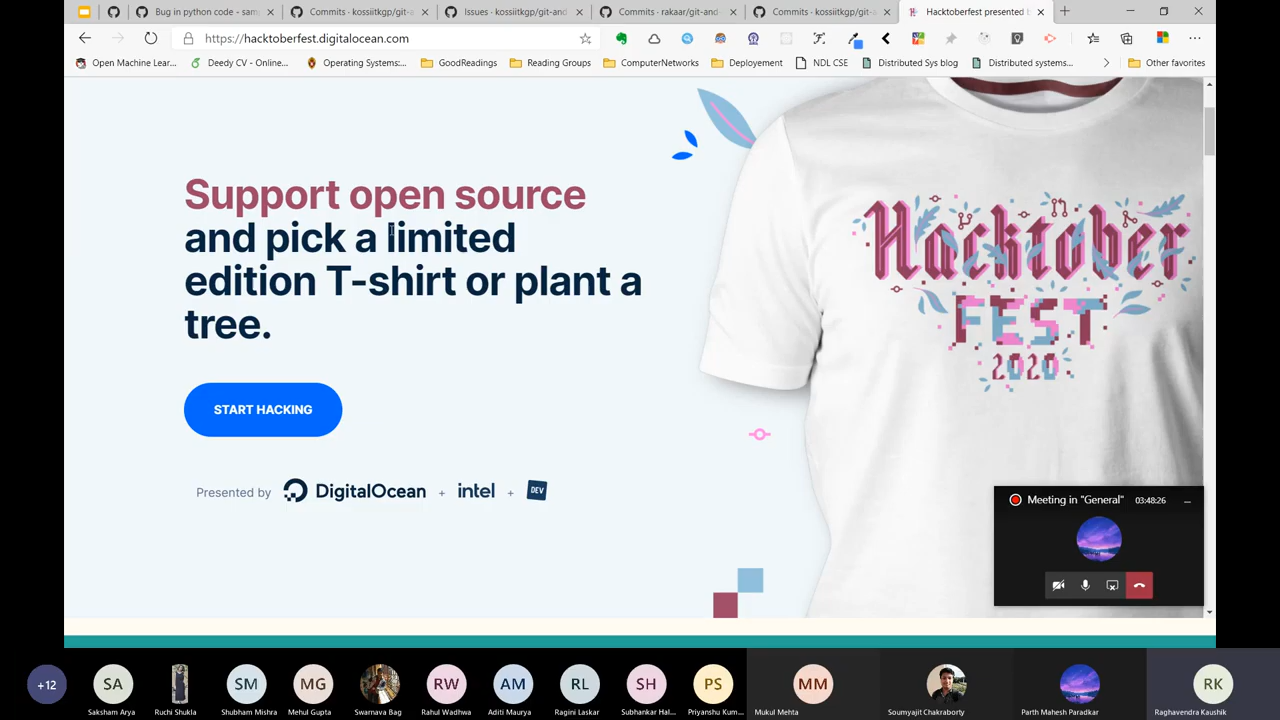 Bug in python code - sam
Commits - kossiitkgp/git-a
Issues - kossiitkgp/git-and
Commits - rakaar/git-and-
Commits - kossiitkgp/git-a
Hacktoberfest presented b
https://hacktoberfest.digitalocean.com
Open Machine Lear...
Deedy CV - Online...
Operating Systems:...
GoodReadings
Reading Groups
ComputerNetworks
Deployement
NDL CSE
Distributed Sys blog
Distributed systems...
Other favorites
Support open source
and pick a limited
edition T-shirt or plant a
tree.
START HACKING
Presented by DigitalOcean + intel + DEV
Hacktober
FEST
2020
Meeting in "General" 03:48:26
+12
SA
SM
MG
RW
AM
RL
SH
PS
MM
RK
Saksham Arya
Ruchi Shukla
Shubham Mishra
Mehul Gupta
Swarnava Bag
Rahul Wadhwa
Aditi Maurya
Ragini Laskar
Subhankar Hal...
Priyanshu Kum...
Mukul Mehta
Soumyajit Chakraborty
Parth Mahesh Paradkar
Raghavendra Kaushik